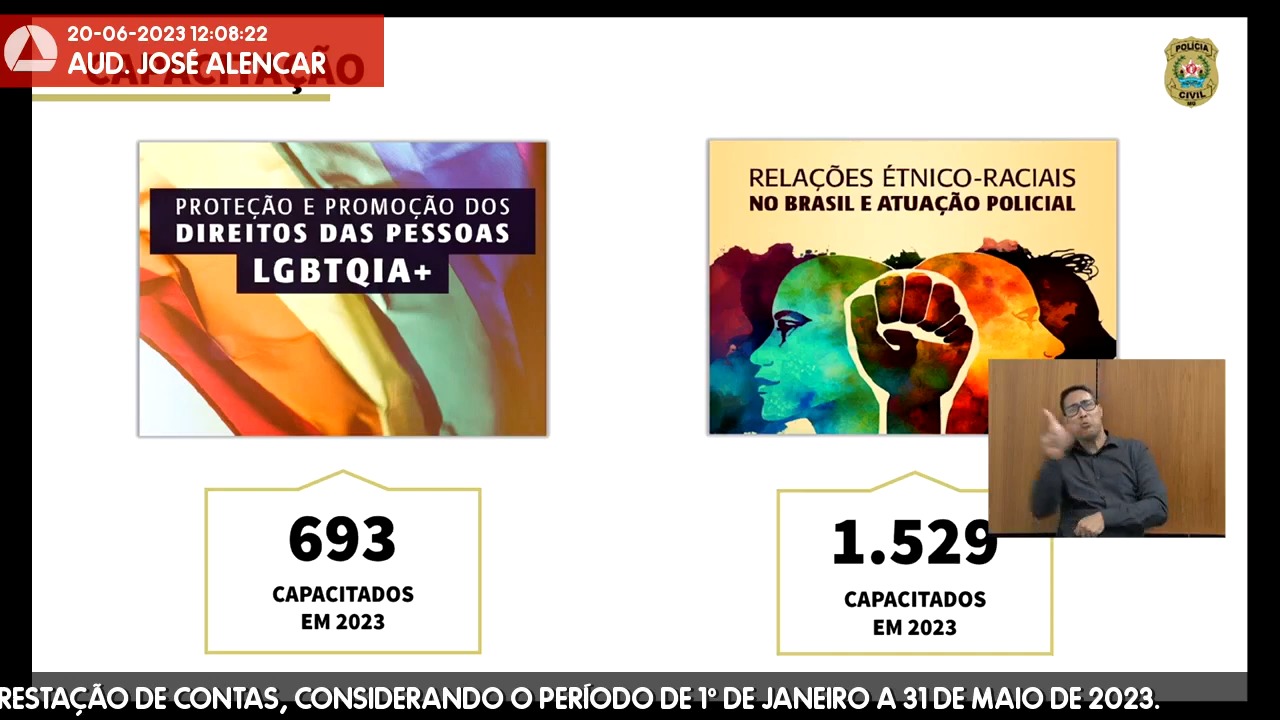 20-06-2023 12:08:22
AUD. JOSÉ ALENCAR
CAPACITAÇÃO
POLÍCIA
CIVIL
MG
PROTEÇÃO E PROMOÇÃO DOS
DIREITOS DAS PESSOAS
LGBTQIA+
RELAÇÕES ÉTNICO-RACIAIS
NO BRASIL E ATUAÇÃO POLICIAL
693
CAPACITADOS
EM 2023
1.529
CAPACITADOS
EM 2023
RESTAÇÃO DE CONTAS, CONSIDERANDO O PERÍODO DE 1º DE JANEIRO A 31 DE MAIO DE 2023.